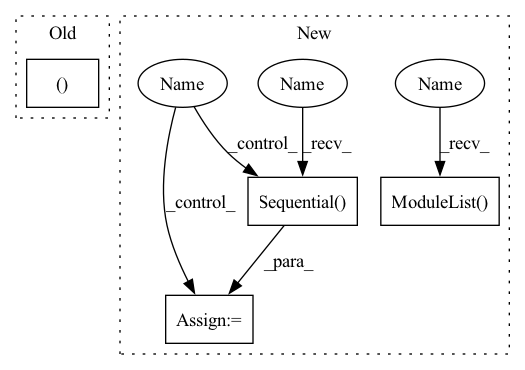 Old
New
()
Name
Name
Name
_control_
_recv_
_recv_
_control_
Sequential()
ModuleList()
_para_
Assign:=